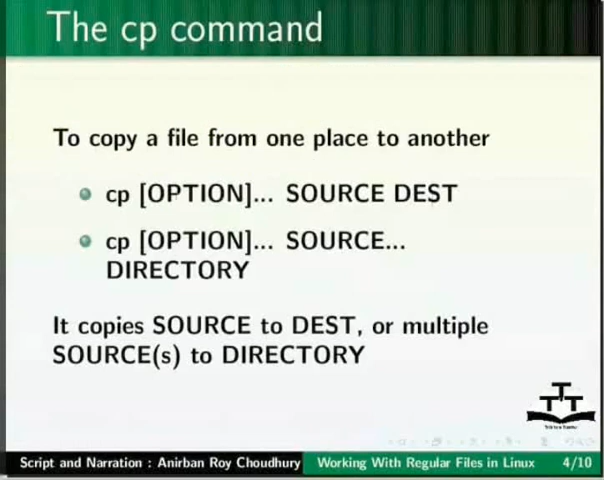 The cp command
To copy a file from one place to another
cp [OPTION]... SOURCE DEST
cp [OPTION]... SOURCE...
DIRECTORY
It copies SOURCE to DEST, or multiple
SOURCE(s) to DIRECTORY
TTT
Script and Narration : Anirban Roy Choudhury
Working With Regular Files in Linux
4/10